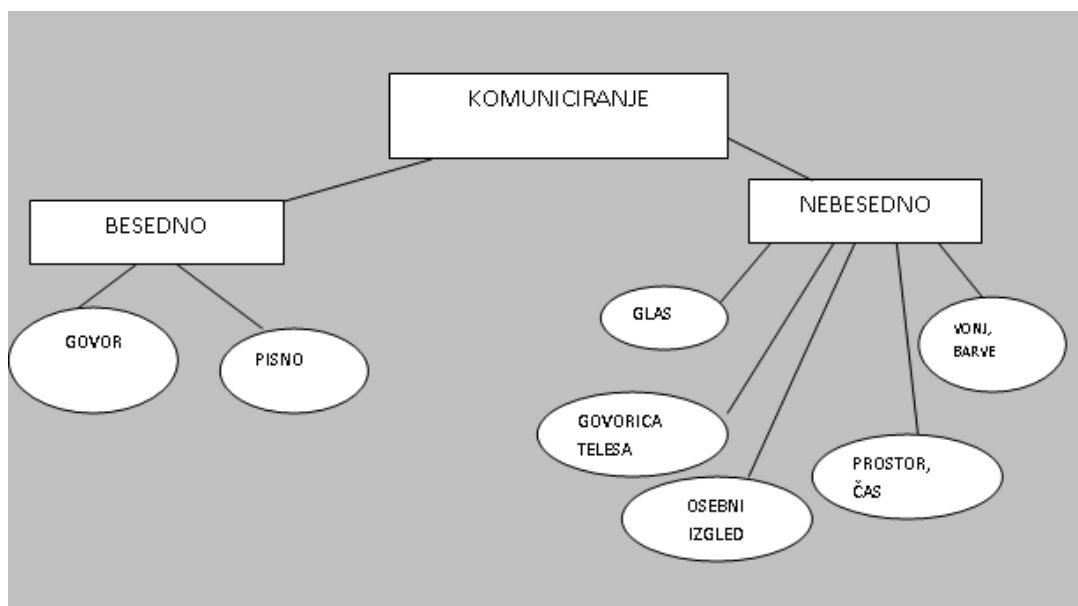 KOMUNICIRANJE
BESEDNO
NEBESEDNO
GOVOR
PISNO
GLAS
VONJ,
BARVE
GOVORICA
TELESA
PROSTOR,
ČAS
OSEBNI
IZGLED